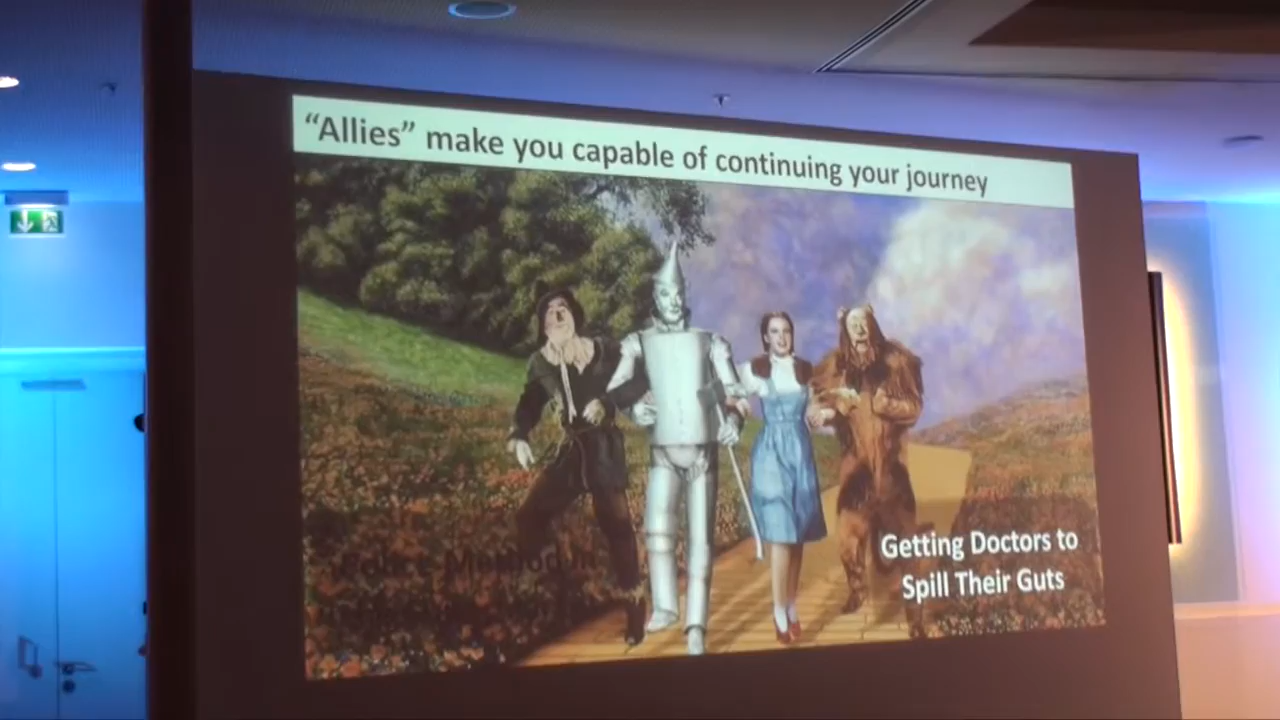 “Allies” make you capable of continuing your journey
Getting Doctors to
Spill Their Guts